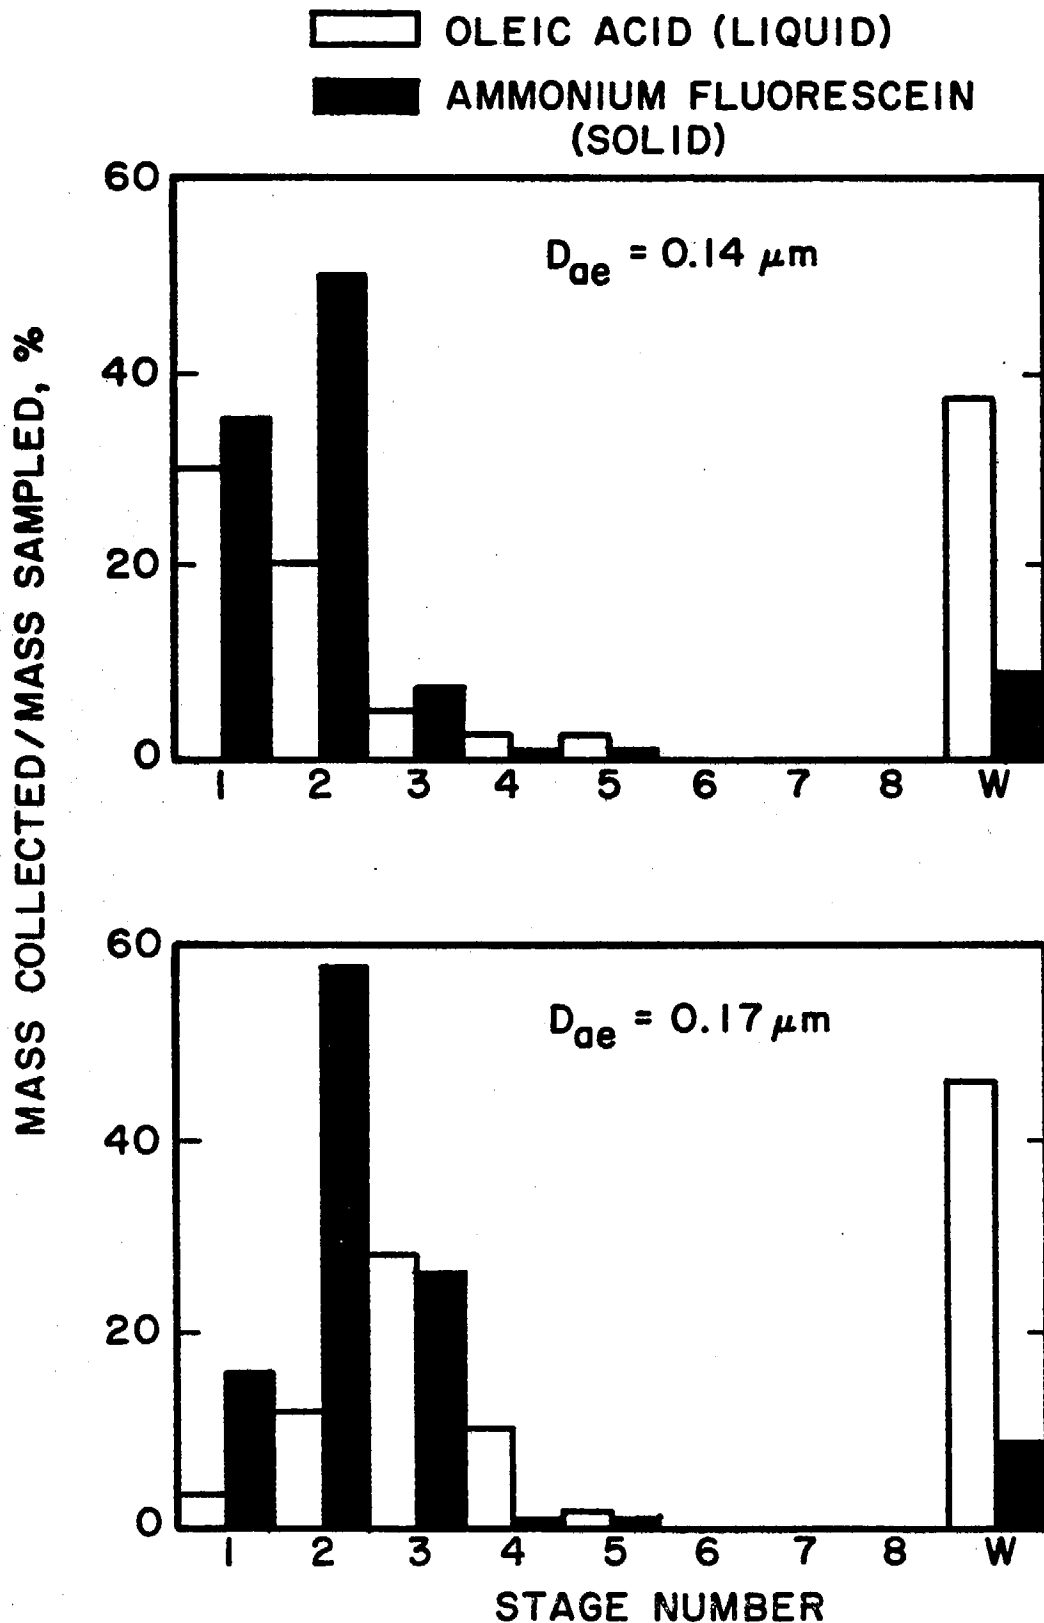 OLEIC ACID (LIQUID)
AMMONIUM FLUORESCEIN
(SOLID)
MASS COLLECTED/MASS SAMPLED, %
60
40
20
0
D_ae = 0.14 μm
1 2 3 4 5 6 7 8 W
60
40
20
0
D_ae = 0.17 μm
1 2 3 4 5 6 7 8 W
STAGE NUMBER